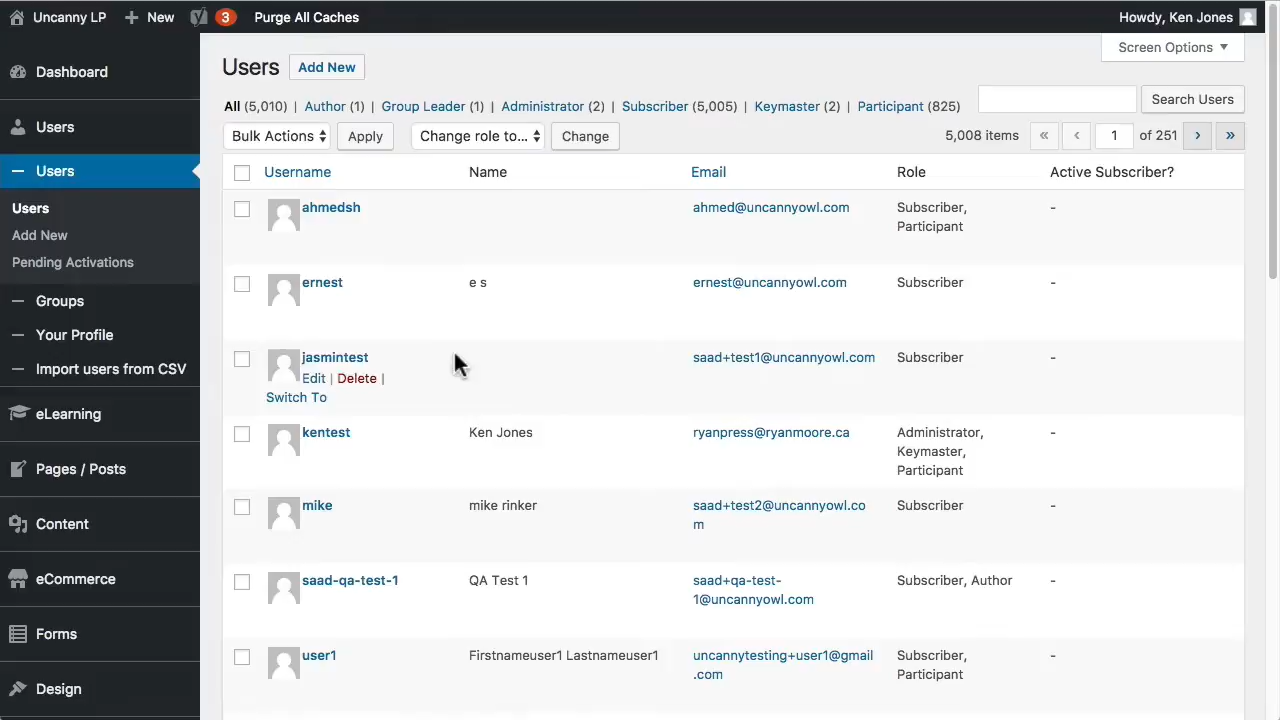 Uncanny LP New 3 Purge All Caches Howdy, Ken Jones
Screen Options
Dashboard
Users
Users
Users
Add New
Pending Activations
Groups
Your Profile
Import users from CSV
eLearning
Pages / Posts
Content
eCommerce
Forms
Design
Users Add New
All (5,010) | Author (1) | Group Leader (1) | Administrator (2) | Subscriber (5,005) | Keymaster (2) | Participant (825)
Search Users
Bulk Actions Apply Change role to... Change 5,008 items « ‹ 1 of 251 › »
Username Name Email Role Active Subscriber?
ahmedsh ahmed@uncannyowl.com Subscriber, -
Participant
ernest e s ernest@uncannyowl.com Subscriber -
jasmintest saad+test1@uncannyowl.com Subscriber -
Edit | Delete |
Switch To
kentest Ken Jones ryanpress@ryanmoore.ca Administrator, -
Keymaster,
Participant
mike mike rinker saad+test2@uncannyowl.co Subscriber -
m
saad-qa-test-1 QA Test 1 saad+qa-test- Subscriber, Author -
1@uncannyowl.com
user1 Firstnameuser1 Lastnameuser1 uncannytesting+user1@gmail Subscriber, -
.com Participant